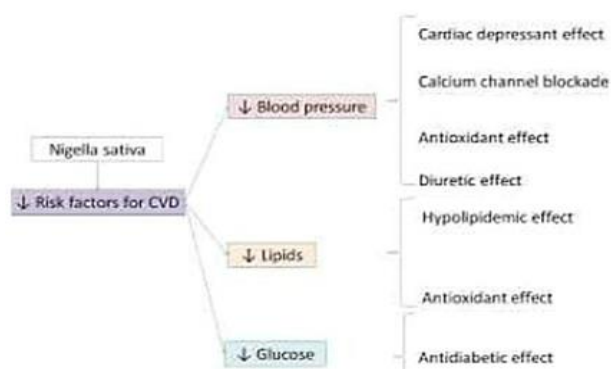 Nigella sativa
↓ Risk factors for CVD
↓ Blood pressure
Cardiac depressant effect
Calcium channel blockade
Antioxidant effect
Diuretic effect
↓ Lipids
Hypolipidemic effect
Antioxidant effect
↓ Glucose
Antidiabetic effect